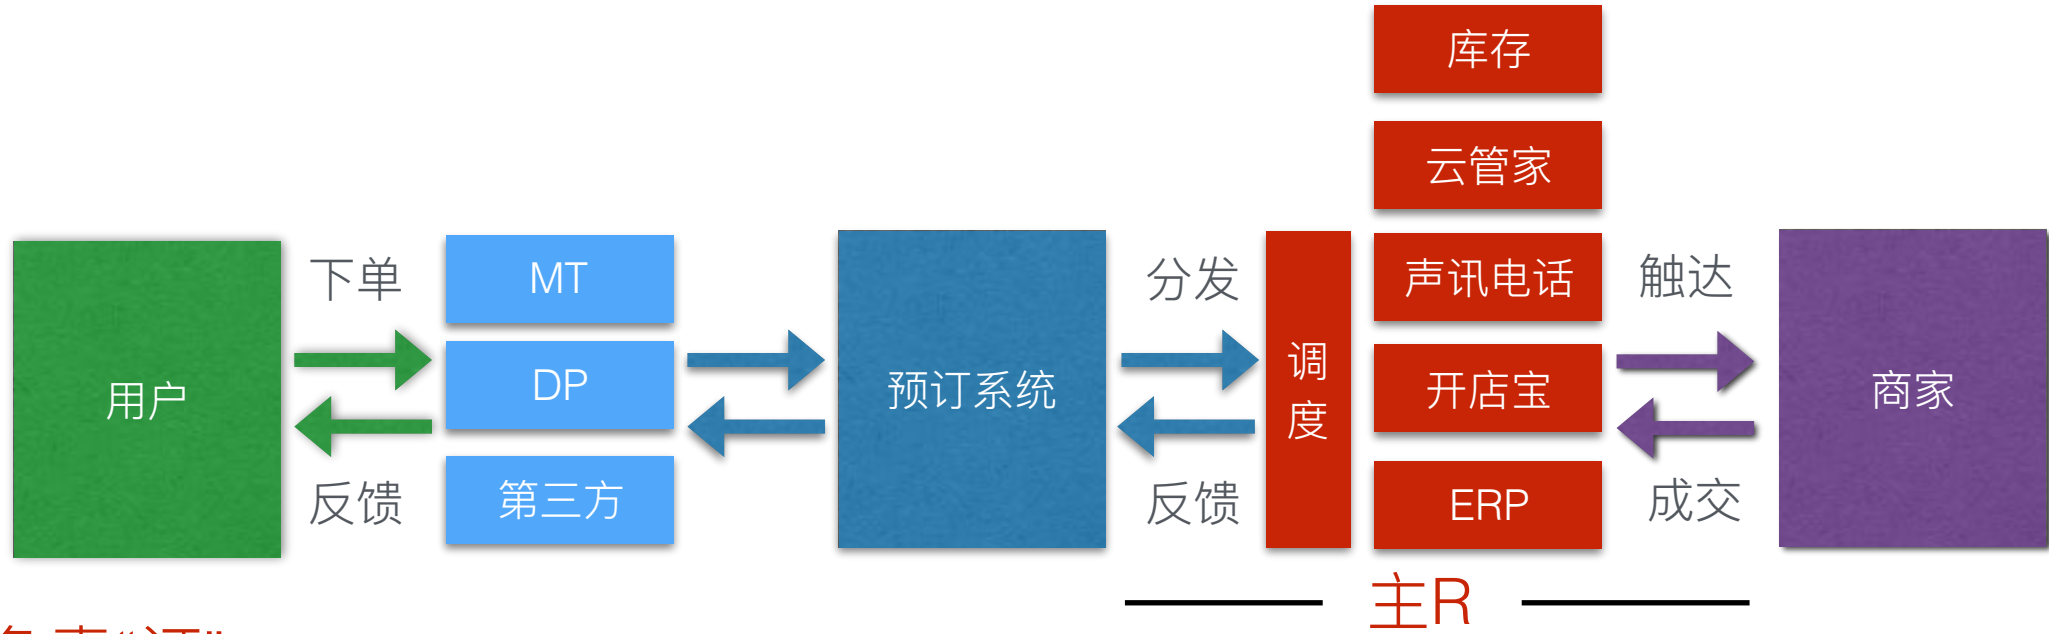 用户
下单
反馈
MT
DP
第三方
预订系统
分发
反馈
调度
库存
云管家
声讯电话
开店宝
ERP
触达
成交
商家
主R